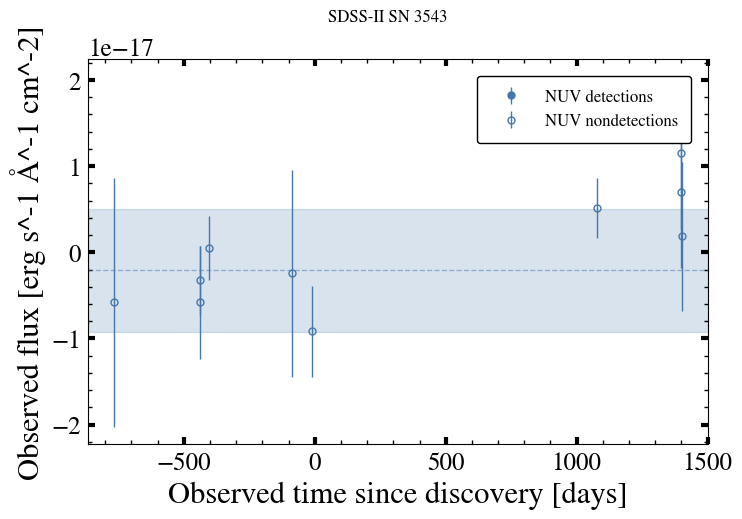 SDSS-II SN 3543
1e−17
NUV detections
NUV nondetections
2
1
0
−1
−2
Observed flux [erg s^-1 Å^-1 cm^-2]
−500 0 500 1000 1500
Observed time since discovery [days]